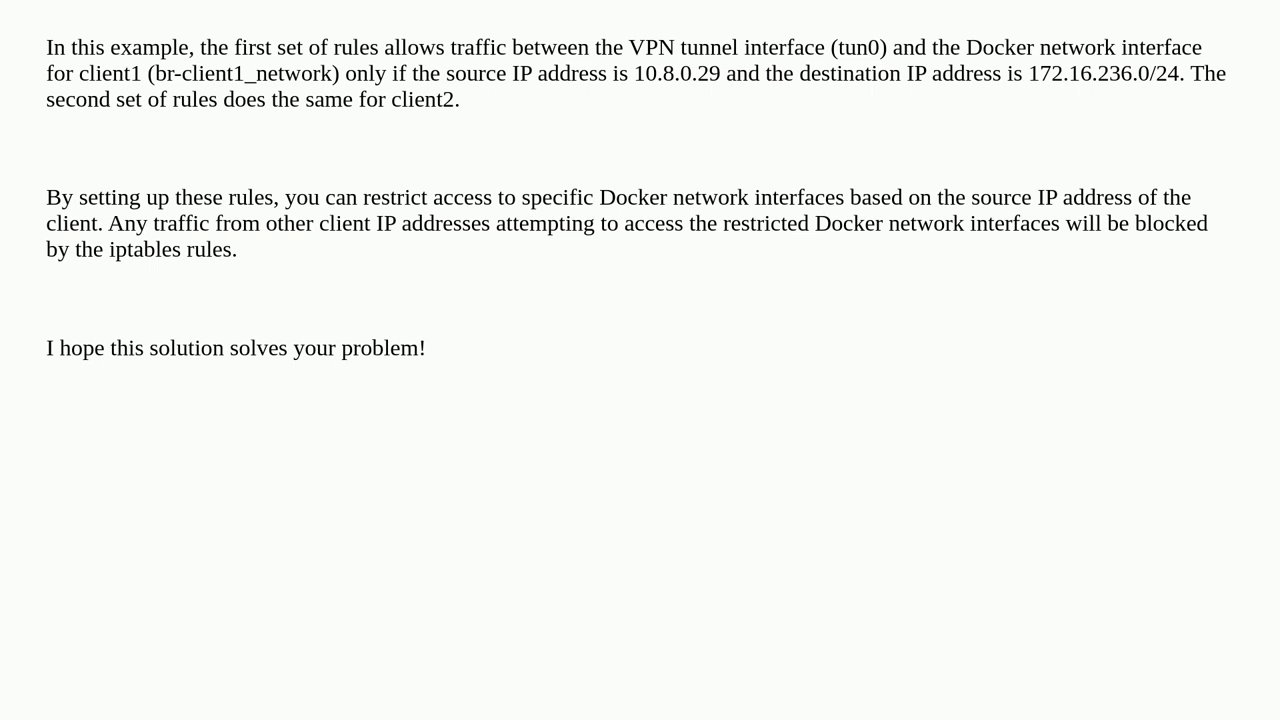 In this example, the first set of rules allows traffic between the VPN tunnel interface (tun0) and the Docker network interface
for client1 (br-client1_network) only if the source IP address is 10.8.0.29 and the destination IP address is 172.16.236.0/24. The
second set of rules does the same for client2.
By setting up these rules, you can restrict access to specific Docker network interfaces based on the source IP address of the
client. Any traffic from other client IP addresses attempting to access the restricted Docker network interfaces will be blocked
by the iptables rules.
I hope this solution solves your problem!